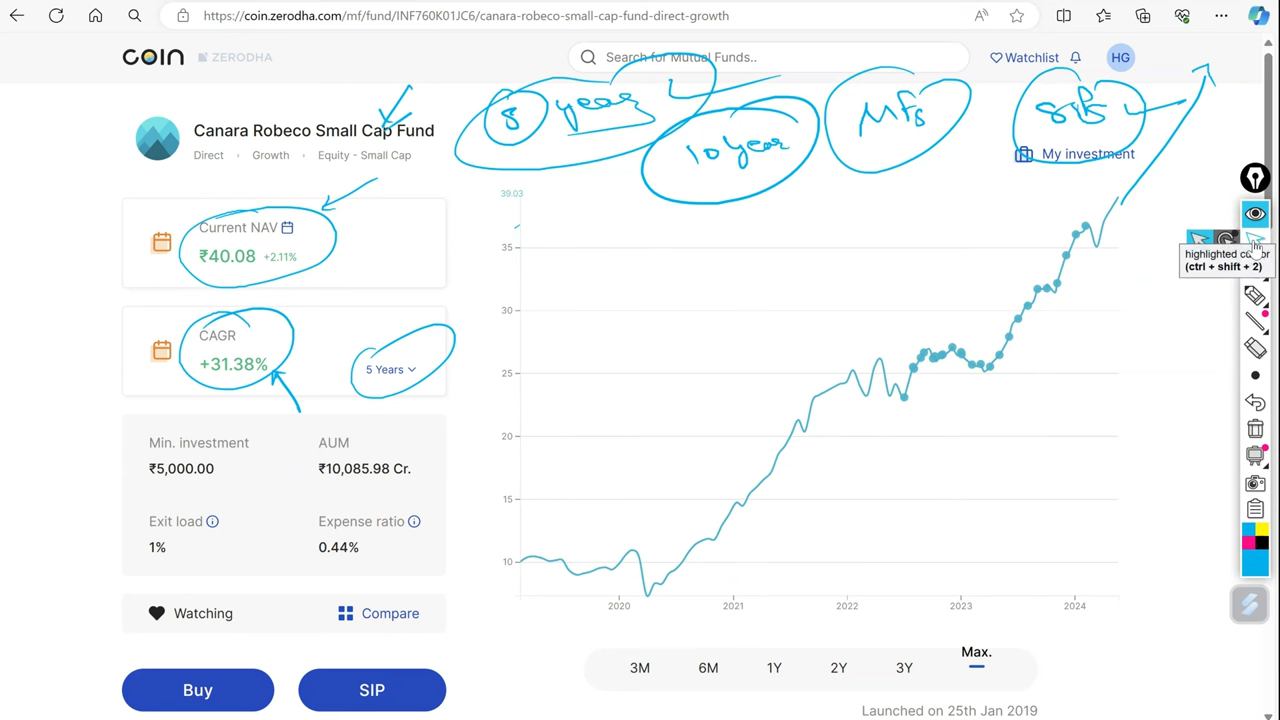 https://coin.zerodha.com/mf/fund/INF760K01JC6/canara-robeco-small-cap-fund-direct-growth
COIN ZERODHA
Search for Mutual Funds..
Watchlist
HG
8 year
10 year
MFs
SIPs
Canara Robeco Small Cap Fund
Direct Growth Equity - Small Cap
My investment
Current NAV
₹40.08 +2.11%
CAGR
+31.38%
5 Years
Min. investment AUM
₹5,000.00 ₹10,085.98 Cr.
Exit load Expense ratio
1% 0.44%
Watching Compare
Buy SIP
39.03
35
30
25
20
15
10
2020 2021 2022 2023 2024
3M 6M 1Y 2Y 3Y Max.
Launched on 25th Jan 2019
(ctrl + shift + 2)